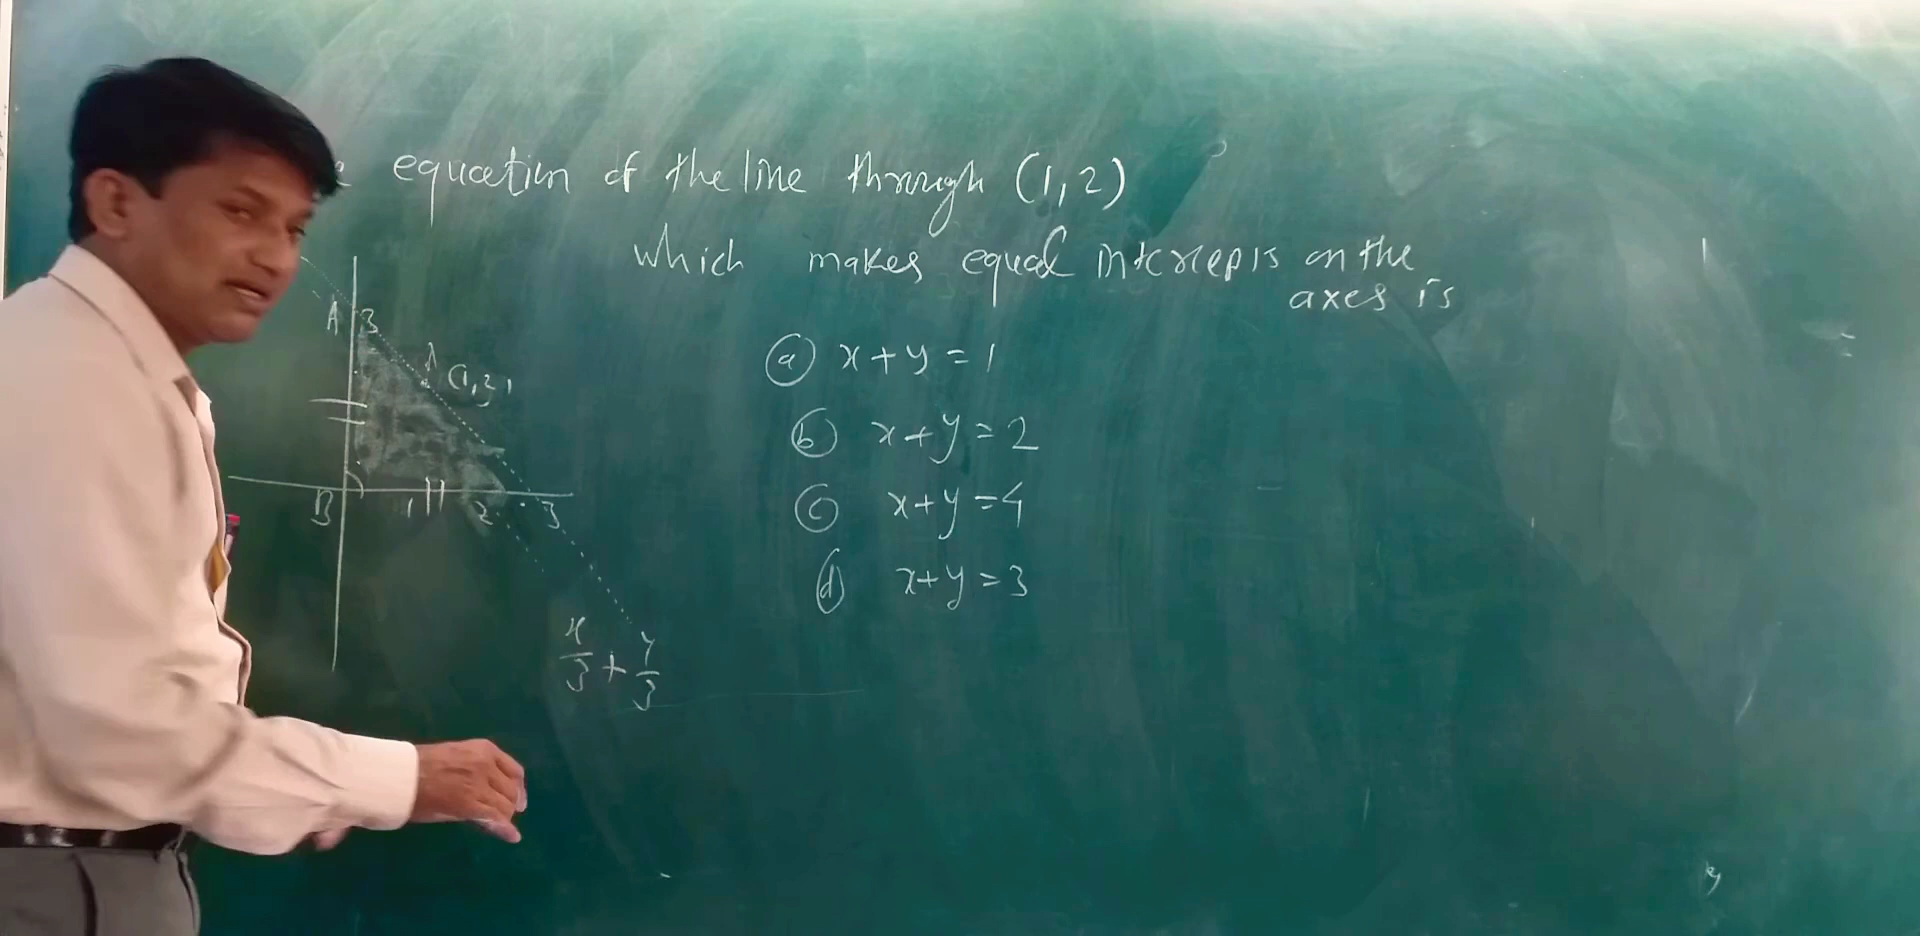 equation of the line through (1,2)
which makes equal intercepts on the
axes is
A 3
(1,2)
B 1 2 3
(a) x+y=1
(b) x+y=2
(c) x+y=4
(d) x+y=3
x/3 + y/3